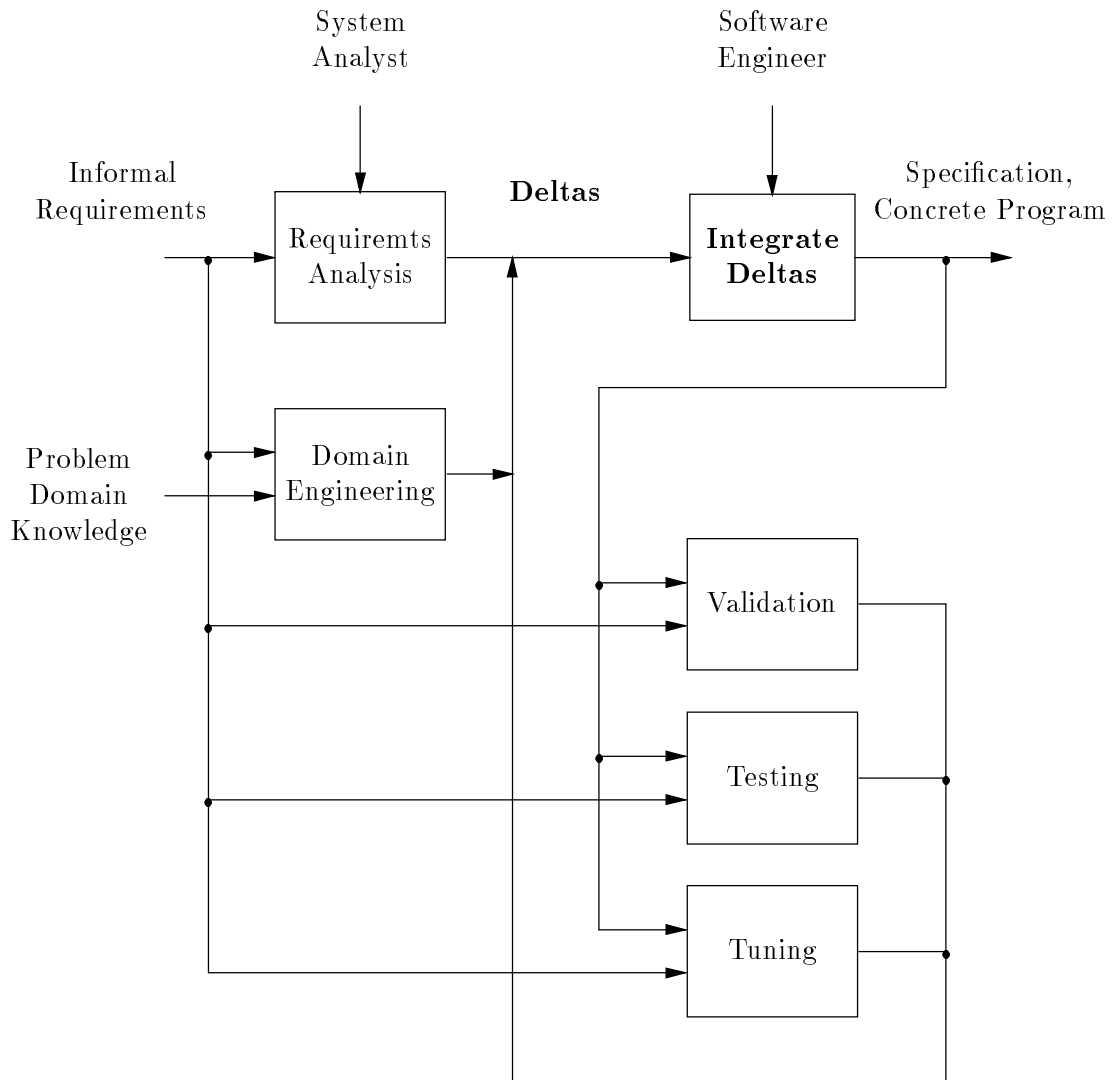 System
Analyst
Software
Engineer
Informal
Requirements
Deltas
Specification,
Concrete Program
Requiremts
Analysis
Integrate
Deltas
Problem
Domain
Knowledge
Domain
Engineering
Validation
Testing
Tuning